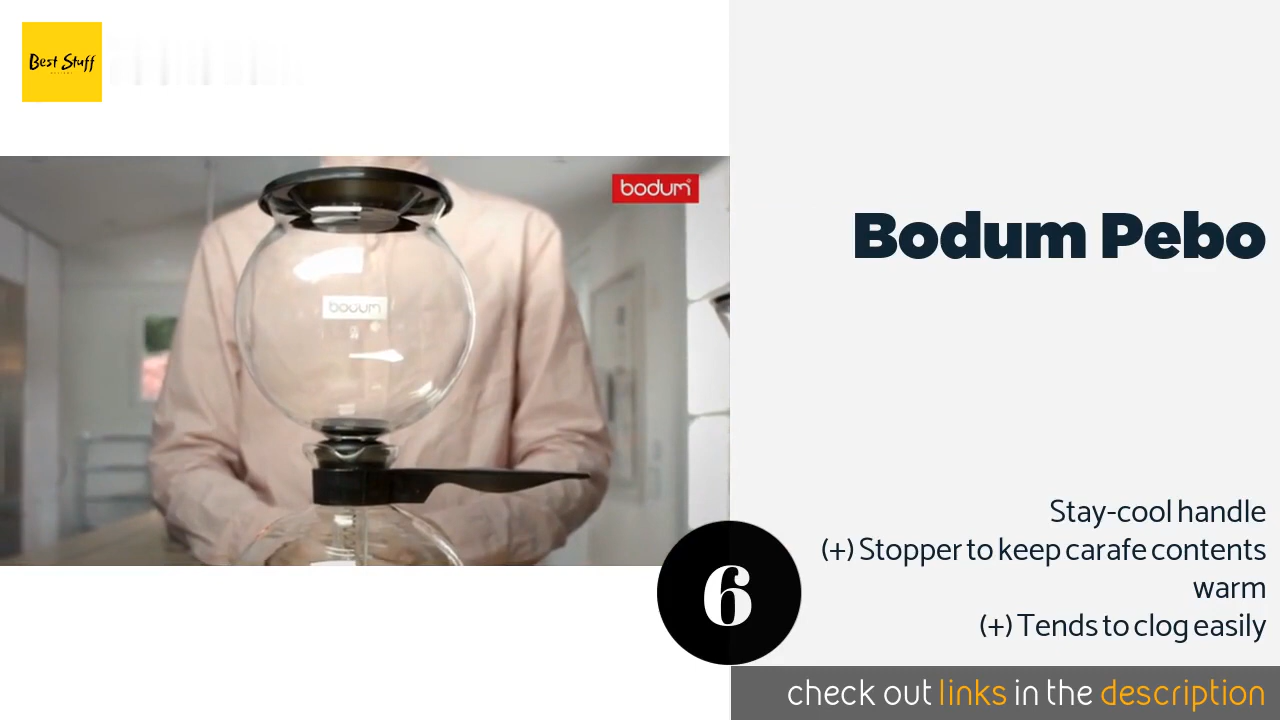 Best Stuff
bodum
bodum
Bodum Pebo
Stay-cool handle
(+) Stopper to keep carafe contents
warm
(+) Tends to clog easily
6
check out links in the description